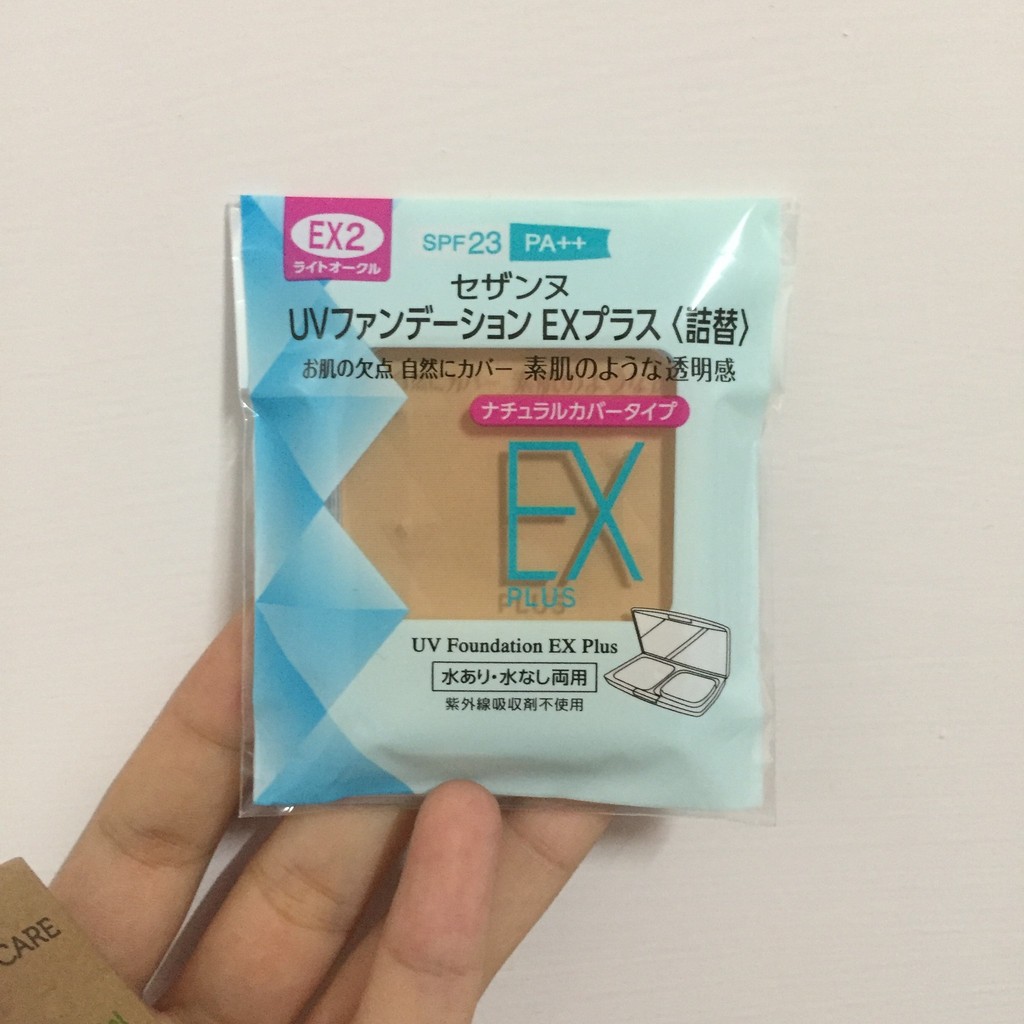 EX2
ライトオークル
SPF23 PA++
セザンヌ
UVファンデーション EXプラス〈詰替〉
お肌の欠点 自然にカバー 素肌のような透明感
ナチュラルカバータイプ
EX
PLUS
UV Foundation EX Plus
水あり・水なし両用
紫外線吸収剤不使用
CARE